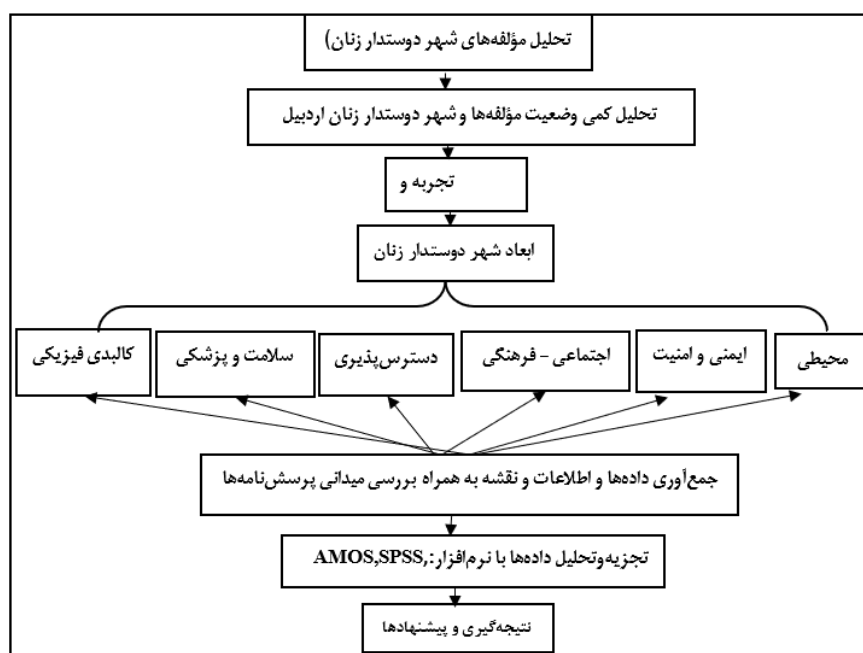 تحلیل مؤلفه‌های شهر دوستدار زنان)
تحلیل کمی وضعیت مؤلفه‌ها و شهر دوستدار زنان اردبیل
تجربه و
ابعاد شهر دوستدار زنان
محیطی
ایمنی و امنیت
اجتماعی - فرهنگی
دسترس‌پذیری
سلامت و پزشکی
کالبدی فیزیکی
جمع‌آوری داده‌ها و اطلاعات و نقشه به همراه بررسی میدانی پرسش‌نامه‌ها
تجزیه‌وتحلیل داده‌ها با نرم‌افزار:,AMOS,SPSS
نتیجه‌گیری و پیشنهادها